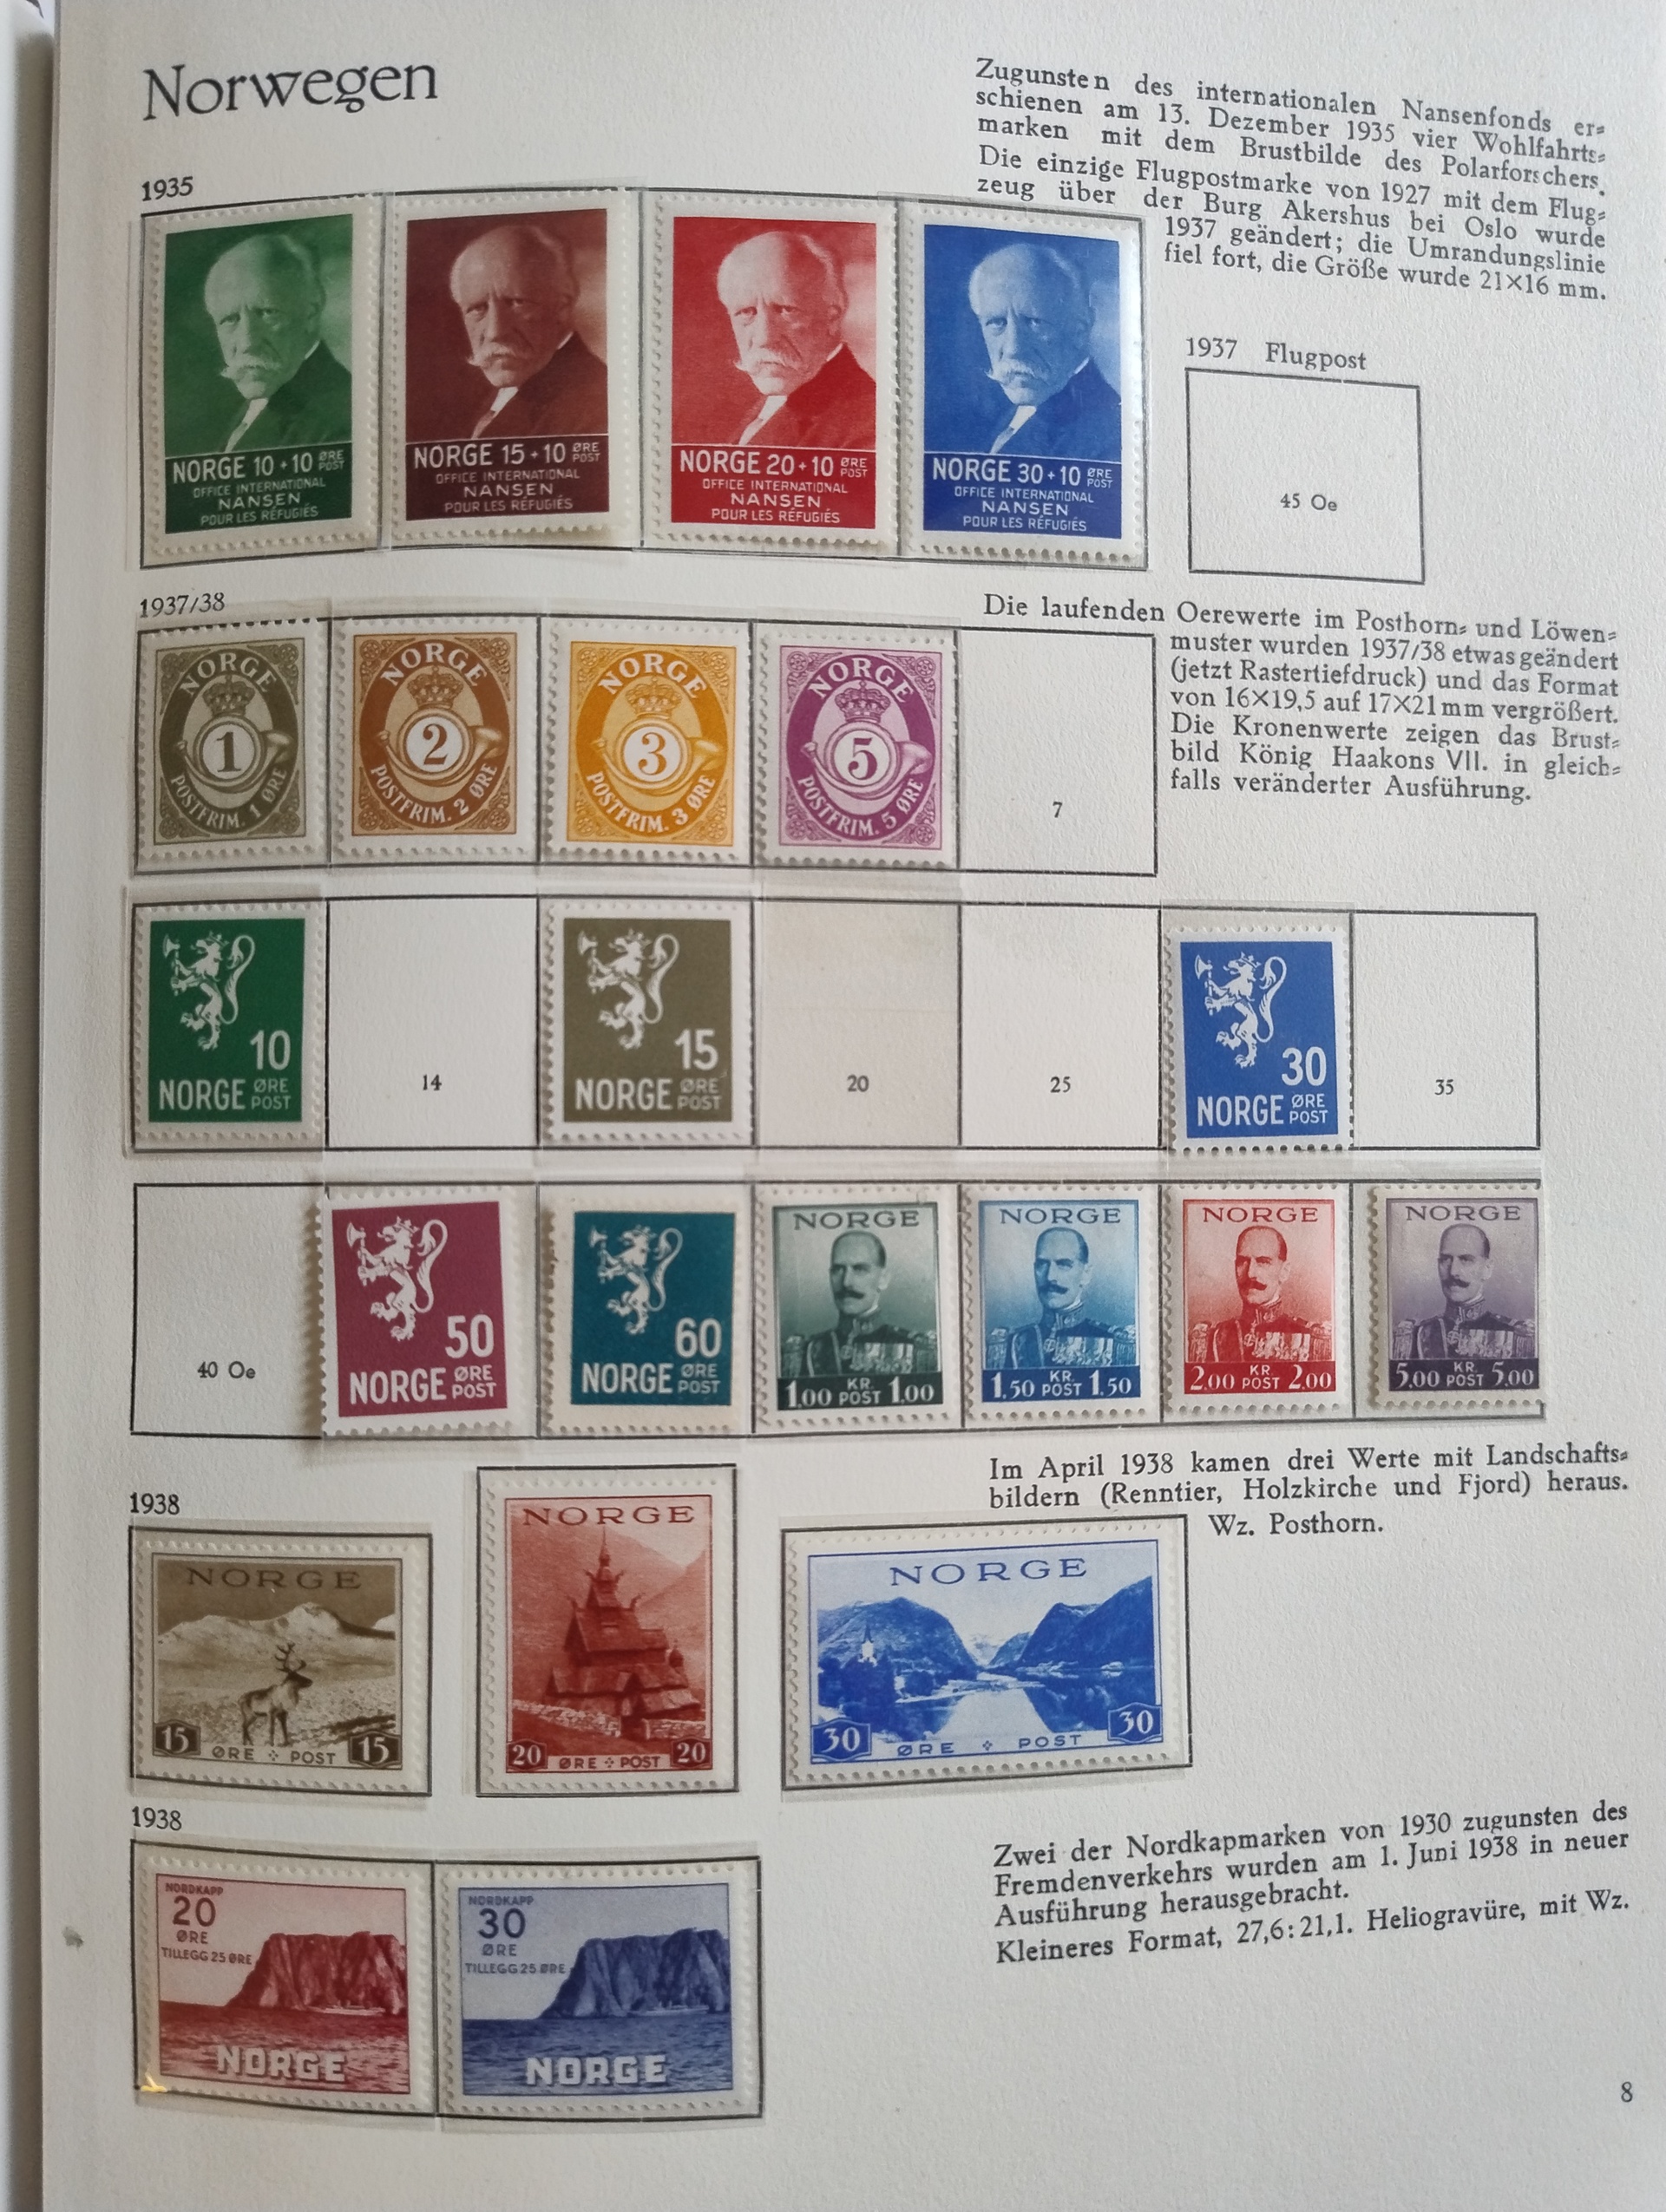 Norwegen
Zugunsten des internationalen Nansenfonds er=
schienen am 13. Dezember 1935 vier Wohlfahrts=
marken mit dem Brustbilde des Polarforschers.
Die einzige Flugpostmarke von 1927 mit dem Flug=
zeug über der Burg Akershus bei Oslo wurde
1937 geändert; die Umrandungslinie
fiel fort, die Größe wurde 21×16 mm.
1935
NORGE 10+10 ØRE POST
OFFICE INTERNATIONAL
NANSEN
POUR LES RÉFUGIÉS
NORGE 15+10 ØRE POST
OFFICE INTERNATIONAL
NANSEN
POUR LES RÉFUGIÉS
NORGE 20+10 ØRE POST
OFFICE INTERNATIONAL
NANSEN
POUR LES RÉFUGIÉS
NORGE 30+10 ØRE POST
OFFICE INTERNATIONAL
NANSEN
POUR LES RÉFUGIÉS
1937 Flugpost
45 Oe
1937/38
NORGE
1
POSTFRIM. 1 ØRE
NORGE
2
POSTFRIM. 2 ØRE
NORGE
3
POSTFRIM. 3 ØRE
NORGE
5
POSTFRIM. 5 ØRE
7
Die laufenden Oerewerte im Posthorn= und Löwen=
muster wurden 1937/38 etwas geändert
(jetzt Rastertiefdruck) und das Format
von 16×19,5 auf 17×21 mm vergrößert.
Die Kronenwerte zeigen das Brust=
bild König Haakons VII. in gleich=
falls veränderter Ausführung.
10
NORGE ØRE POST
14
15
NORGE ØRE POST
20
25
30
NORGE ØRE POST
35
40 Oe
50
NORGE ØRE POST
60
NORGE ØRE POST
NORGE
1.00 KR. POST 1.00
NORGE
1.50 KR. POST 1.50
NORGE
2.00 KR. POST 2.00
NORGE
5.00 KR. POST 5.00
Im April 1938 kamen drei Werte mit Landschafts=
bildern (Renntier, Holzkirche und Fjord) heraus.
Wz. Posthorn.
1938
NORGE
15 ØRE POST 15
NORGE
20 ØRE POST 20
NORGE
30 ØRE POST 30
1938
NORDKAPP
20
ØRE
TILLEGG 25 ØRE
NORGE
NORDKAPP
30
ØRE
TILLEGG 25 ØRE
NORGE
Zwei der Nordkapmarken von 1930 zugunsten des
Fremdenverkehrs wurden am 1. Juni 1938 in neuer
Ausführung herausgebracht.
Kleineres Format, 27,6:21,1. Heliogravüre, mit Wz.
8